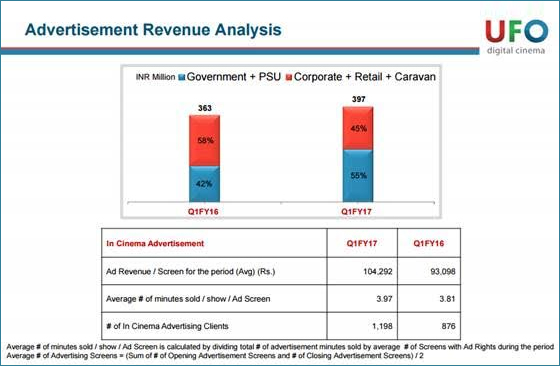 Advertisement Revenue Analysis
UFO
digital cinema
INR Million Government + PSU Corporate + Retail + Caravan
363
397
58%
45%
42%
55%
Q1FY16
Q1FY17
In Cinema Advertisement Q1FY17 Q1FY16
Ad Revenue / Screen for the period (Avg) (Rs.) 104,292 93,098
Average # of minutes sold / show / Ad Screen 3.97 3.81
# of In Cinema Advertising Clients 1,198 876
Average # of minutes sold / show / Ad Screen is calculated by dividing total # of advertisement minutes sold by average # of Screens with Ad Rights during the period
Average # of Advertising Screens = (Sum of # of Opening Advertisement Screens and # of Closing Advertisement Screens) / 2